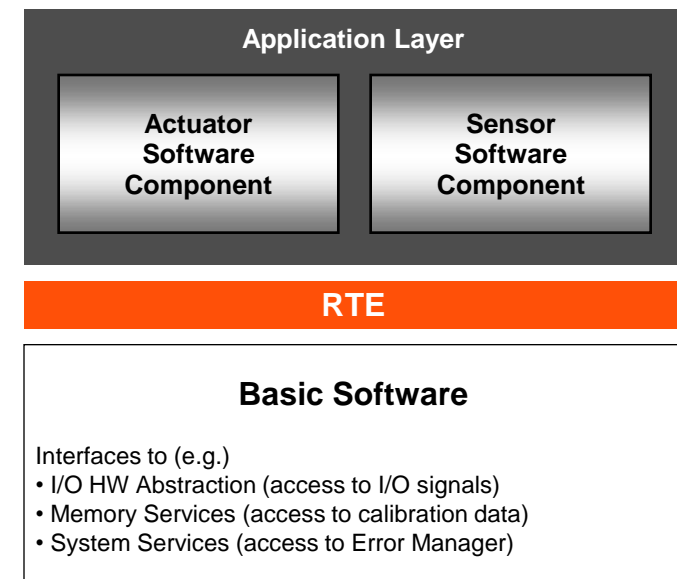 Application Layer
Actuator
Software
Component
Sensor
Software
Component
RTE
Basic Software
Interfaces to (e.g.)
• I/O HW Abstraction (access to I/O signals)
• Memory Services (access to calibration data)
• System Services (access to Error Manager)